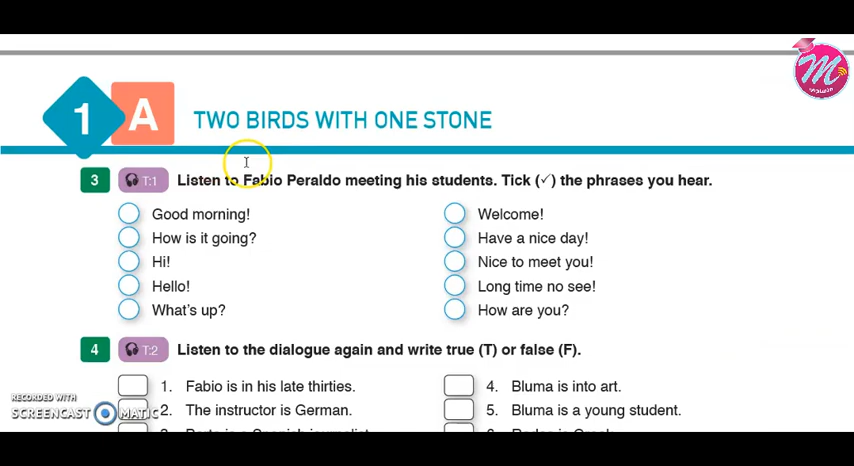 1 A TWO BIRDS WITH ONE STONE
3 T:1 Listen to Fabio Peraldo meeting his students. Tick (✓) the phrases you hear.
Good morning! Welcome!
How is it going? Have a nice day!
Hi! Nice to meet you!
Hello! Long time no see!
What's up? How are you?
4 T:2 Listen to the dialogue again and write true (T) or false (F).
1. Fabio is in his late thirties. 4. Bluma is into art.
2. The instructor is German. 5. Bluma is a young student.
RECORDED WITH
SCREENCAST MATIC